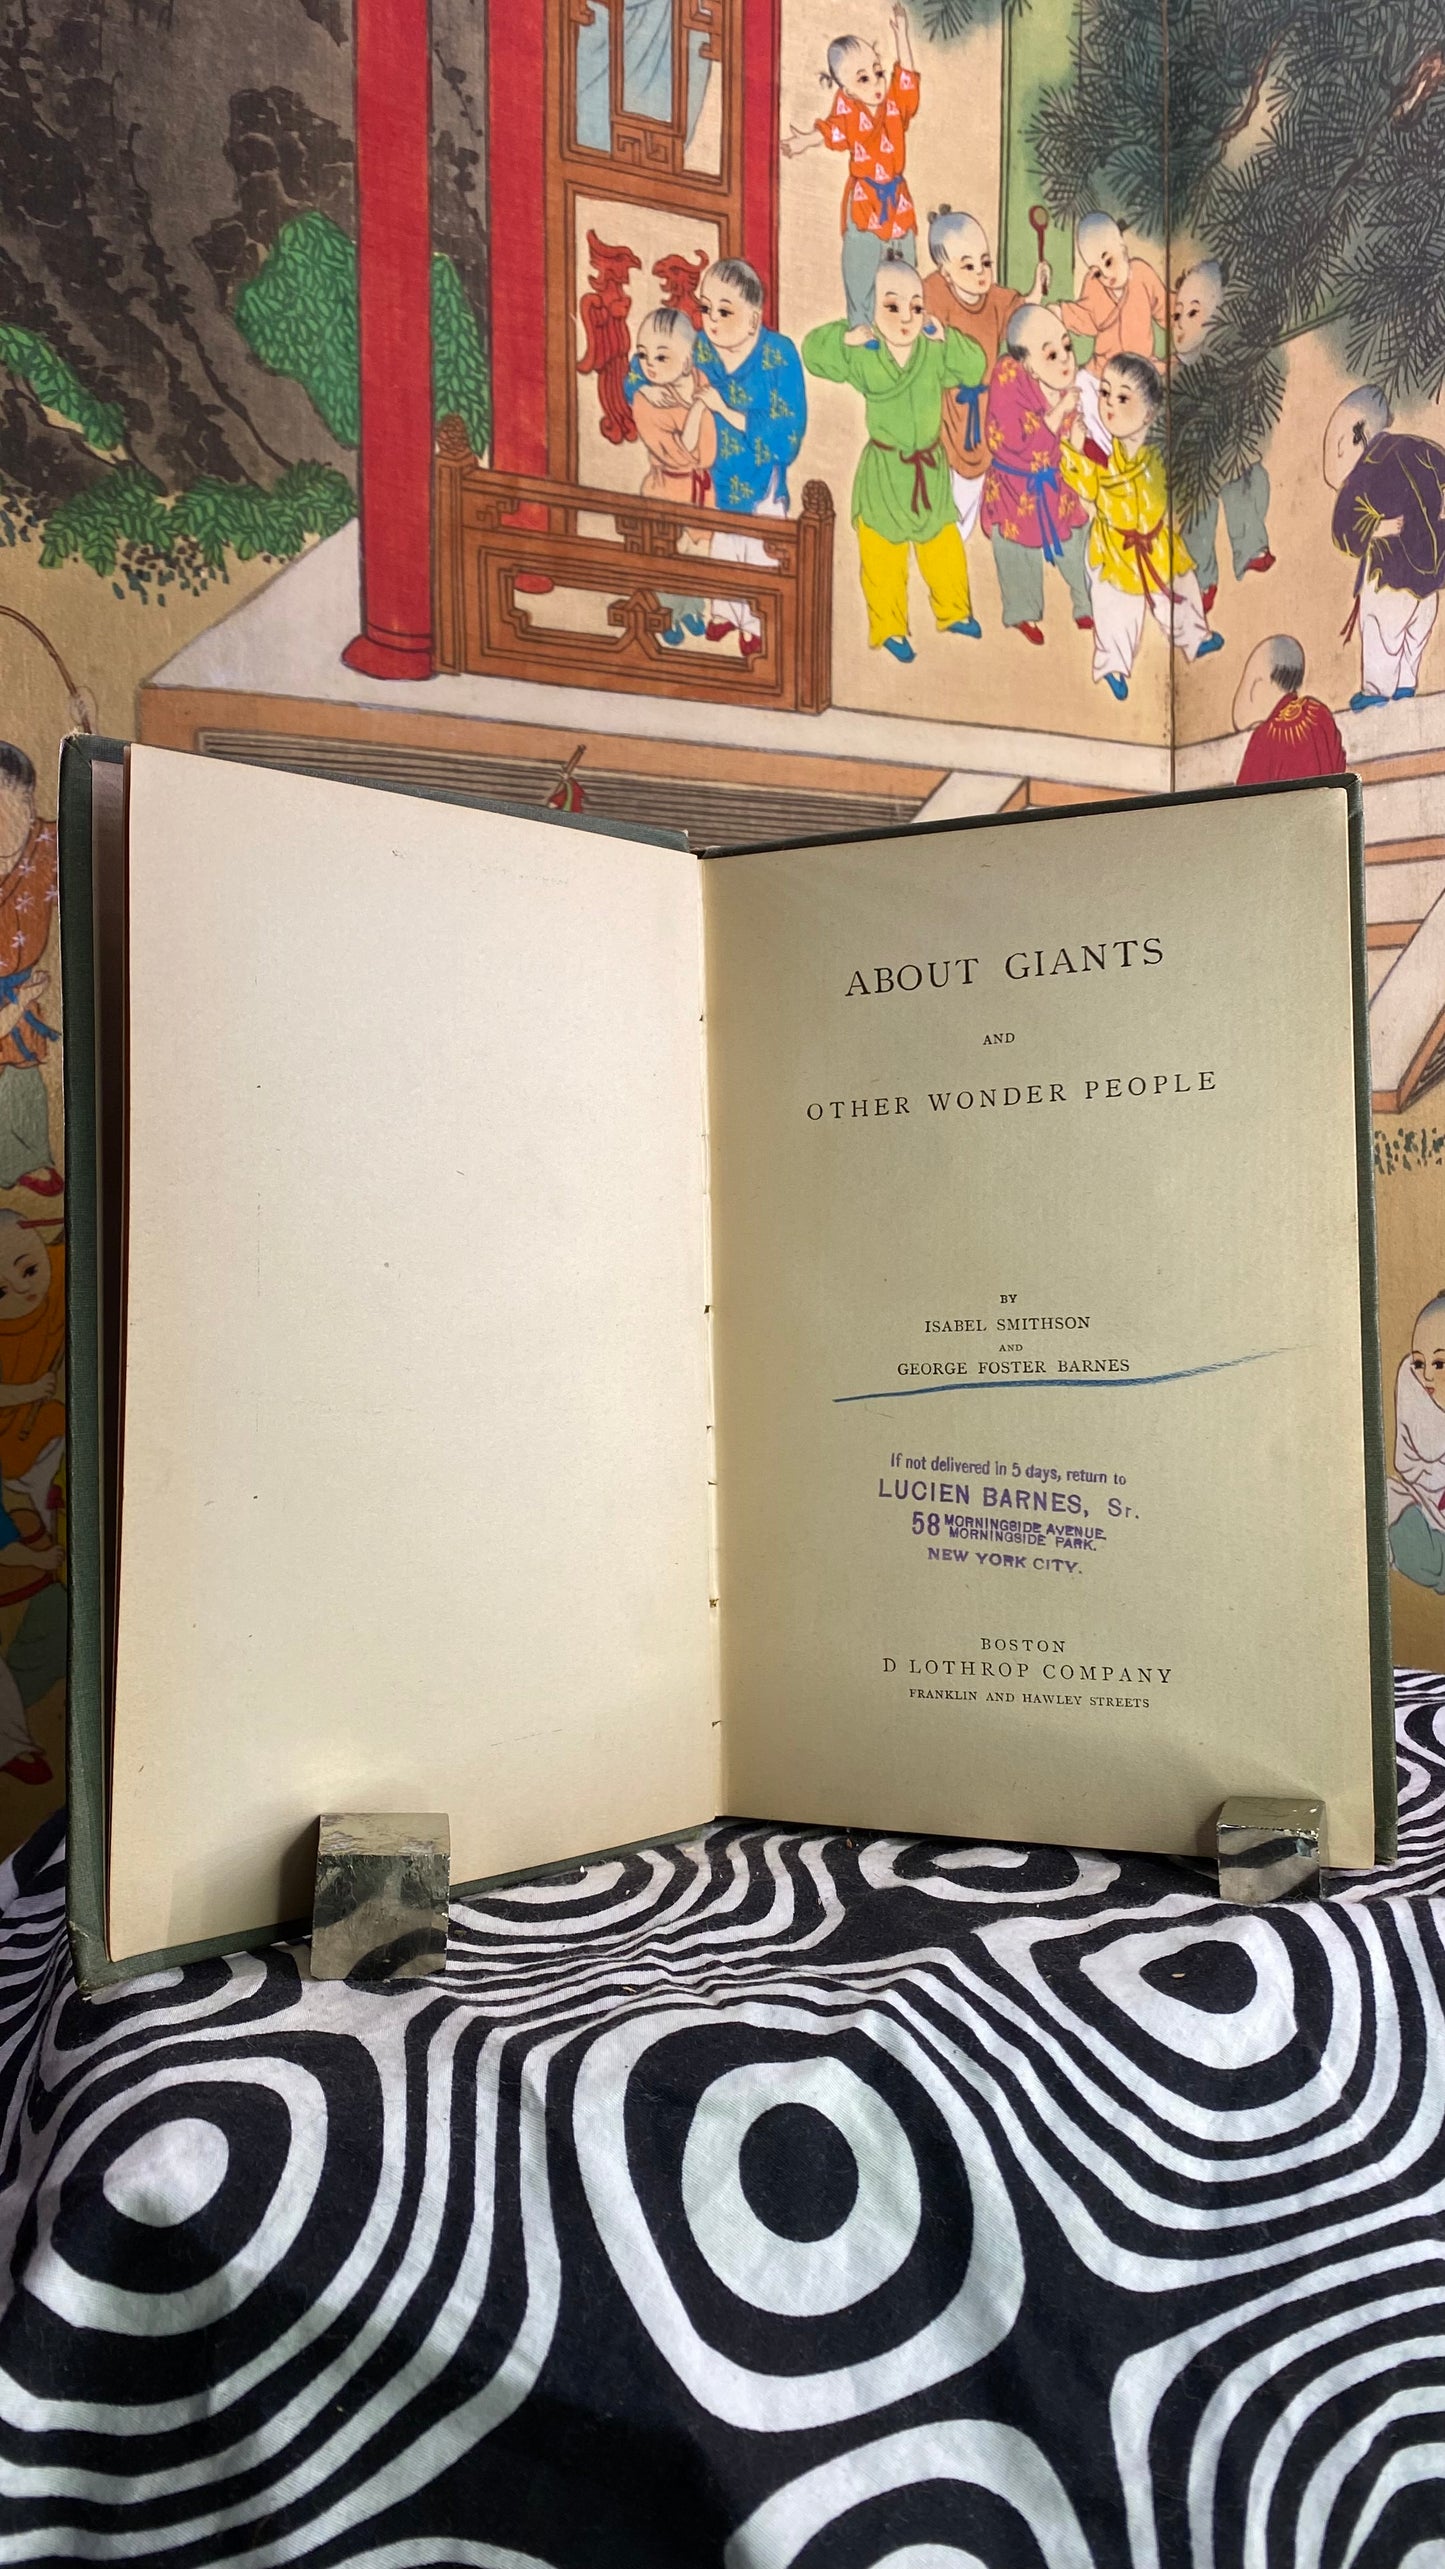 ABOUT GIANTS
AND
OTHER WONDER PEOPLE
BY
ISABEL SMITHSON
AND
GEORGE FOSTER BARNES
If not delivered in 5 days, return to
LUCIEN BARNES, Sr.
58 MORNINGSIDE AVENUE
MORNINGSIDE PARK.
NEW YORK CITY.
BOSTON
D LOTHROP COMPANY
FRANKLIN AND HAWLEY STREETS